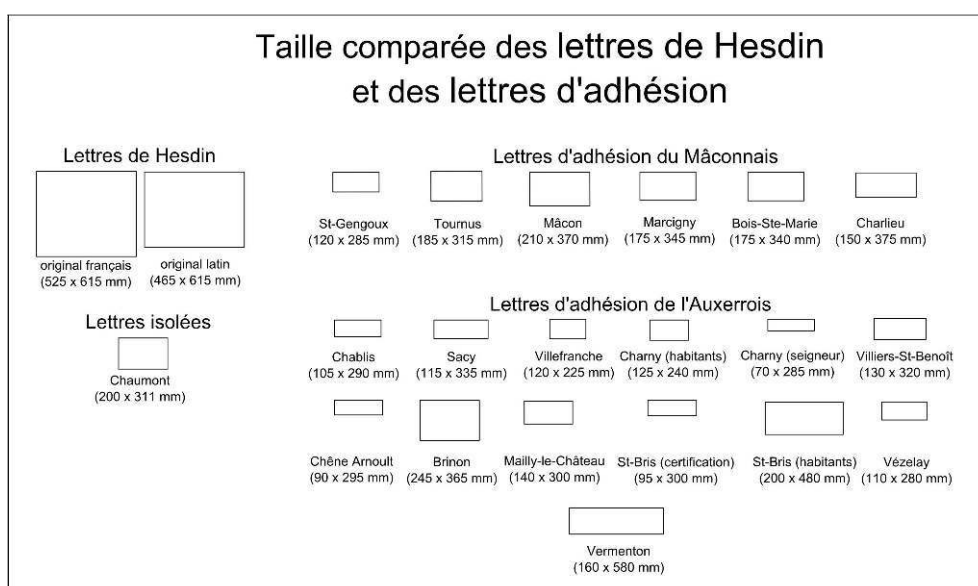 Taille comparée des lettres de Hesdin
et des lettres d'adhésion
Lettres de Hesdin
original français
(525 x 615 mm)
original latin
(465 x 615 mm)
Lettres isolées
Chaumont
(200 x 311 mm)
Lettres d'adhésion du Mâconnais
St-Gengoux
(120 x 285 mm)
Tournus
(185 x 315 mm)
Mâcon
(210 x 370 mm)
Marcigny
(175 x 345 mm)
Bois-Ste-Marie
(175 x 340 mm)
Charlieu
(150 x 375 mm)
Lettres d'adhésion de l'Auxerrois
Chablis
(105 x 290 mm)
Sacy
(115 x 335 mm)
Villefranche
(120 x 225 mm)
Charny (habitants)
(125 x 240 mm)
Charny (seigneur)
(70 x 285 mm)
Villiers-St-Benoît
(130 x 320 mm)
Chêne Arnoult
(90 x 295 mm)
Brinon
(245 x 365 mm)
Mailly-le-Château
(140 x 300 mm)
St-Bris (certification)
(95 x 300 mm)
St-Bris (habitants)
(200 x 480 mm)
Vézelay
(110 x 280 mm)
Vermenton
(160 x 580 mm)